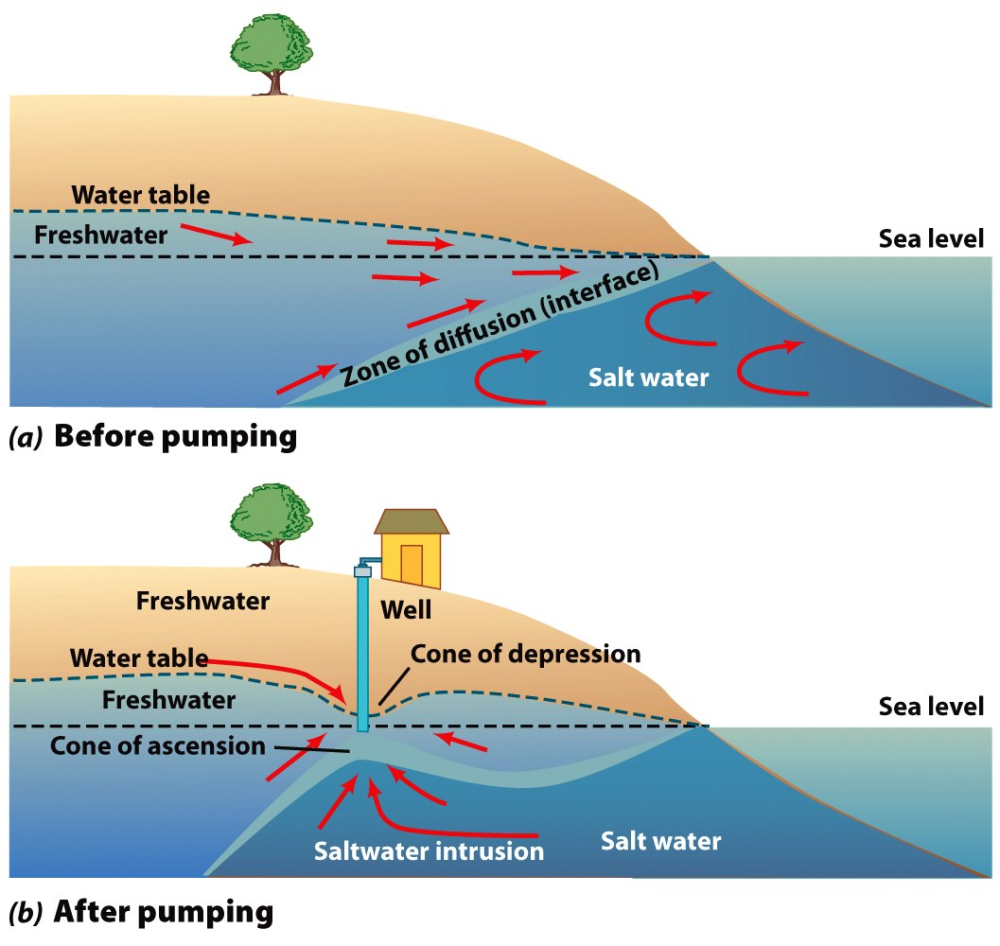 Water table
Freshwater
Sea level
Zone of diffusion (interface)
Salt water
(a) Before pumping
Freshwater
Well
Water table
Cone of depression
Freshwater
Sea level
Cone of ascension
Saltwater intrusion
Salt water
(b) After pumping